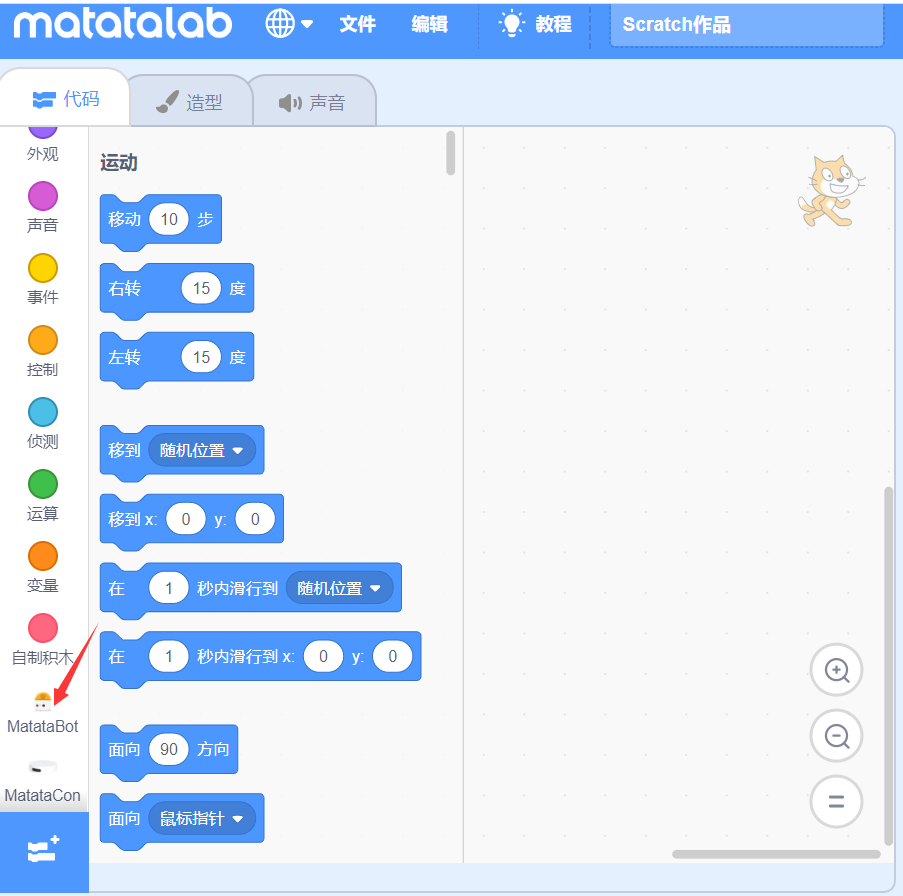 matatalab 文件 编辑 教程 Scratch作品
代码 造型 声音
外观
声音
事件
控制
侦测
运算
变量
自制积木
MatataBot
MatataCon
运动
移动 10 步
右转 15 度
左转 15 度
移到 随机位置
移到 x: 0 y: 0
在 1 秒内滑行到 随机位置
在 1 秒内滑行到 x: 0 y: 0
面向 90 方向
面向 鼠标指针